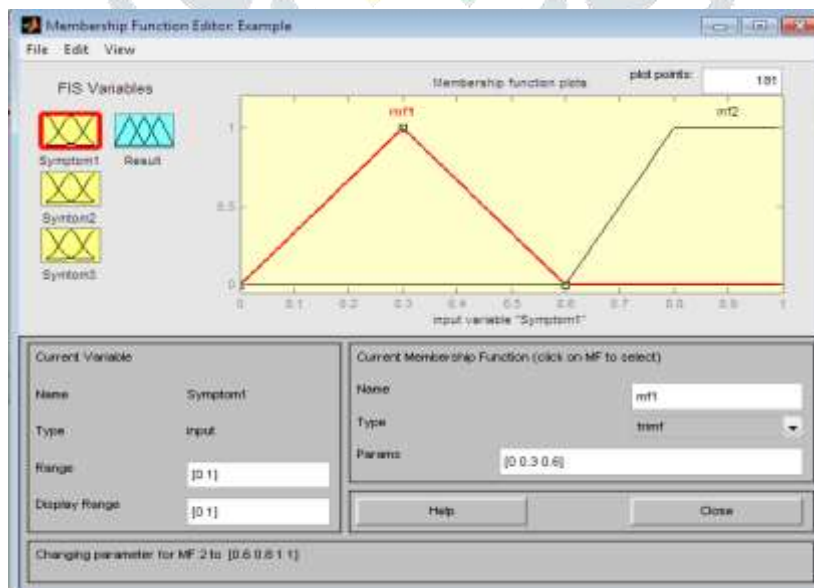 Membership Function Editor: Example
File Edit View
FIS Variables
Membership function plots
plot points:
181
mf1
mf2
Symptom1
Result
Symtom2
Symtom3
1
0.5
0
0 0.1 0.2 0.3 0.4 0.5 0.6 0.7 0.8 0.9 1
input variable "Symptom1"
Current Variable
Name Symptom1
Type input
Range [0 1]
Display Range [0 1]
Current Membership Function (click on MF to select)
Name mf1
Type trimf
Params [0 0.3 0.6]
Help
Close
Changing parameter for MF 2 to [0.6 0.8 1 1]